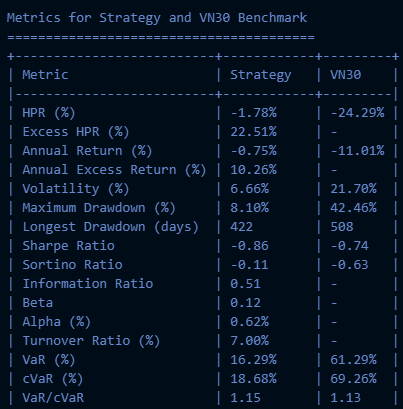 Metrics for Strategy and VN30 Benchmark
========================================
+--------------------------+------------+---------+
| Metric                   | Strategy   | VN30    |
|--------------------------+------------+---------|
| HPR (%)                  | -1.78%     | -24.29% |
| Excess HPR (%)           | 22.51%     | -       |
| Annual Return (%)        | -0.75%     | -11.01% |
| Annual Excess Return (%) | 10.26%     | -       |
| Volatility (%)           | 6.66%      | 21.70%  |
| Maximum Drawdown (%)     | 8.10%      | 42.46%  |
| Longest Drawdown (days)  | 422        | 508     |
| Sharpe Ratio             | -0.86      | -0.74   |
| Sortino Ratio            | -0.11      | -0.63   |
| Information Ratio        | 0.51       | -       |
| Beta                     | 0.12       | -       |
| Alpha (%)                | 0.62%      | -       |
| Turnover Ratio (%)       | 7.00%      | -       |
| VaR (%)                  | 16.29%     | 61.29%  |
| cVaR (%)                 | 18.68%     | 69.26%  |
| VaR/cVaR                 | 1.15       | 1.13    |